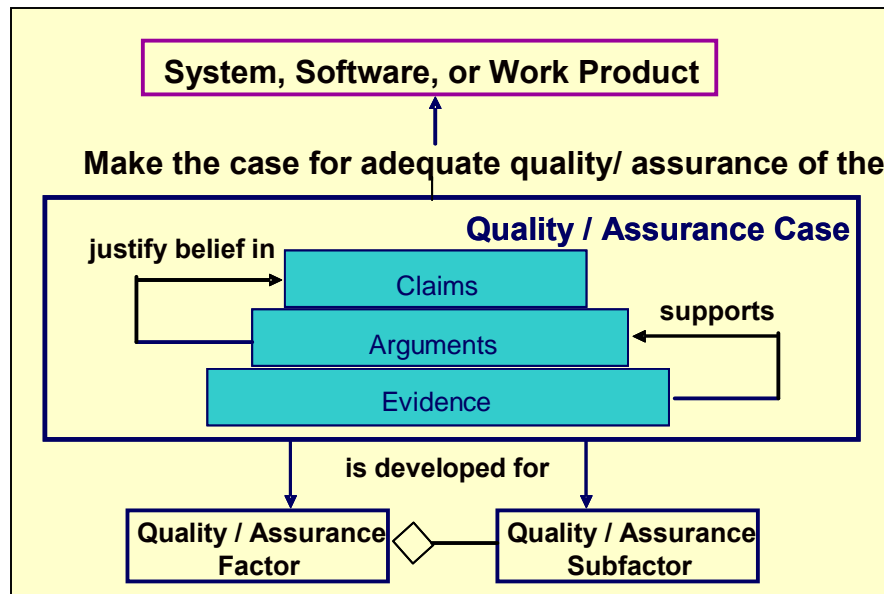 System, Software, or Work Product
Make the case for adequate quality/ assurance of the
Quality / Assurance Case
justify belief in
Claims
supports
Arguments
Evidence
is developed for
Quality / Assurance
Factor
Quality / Assurance
Subfactor